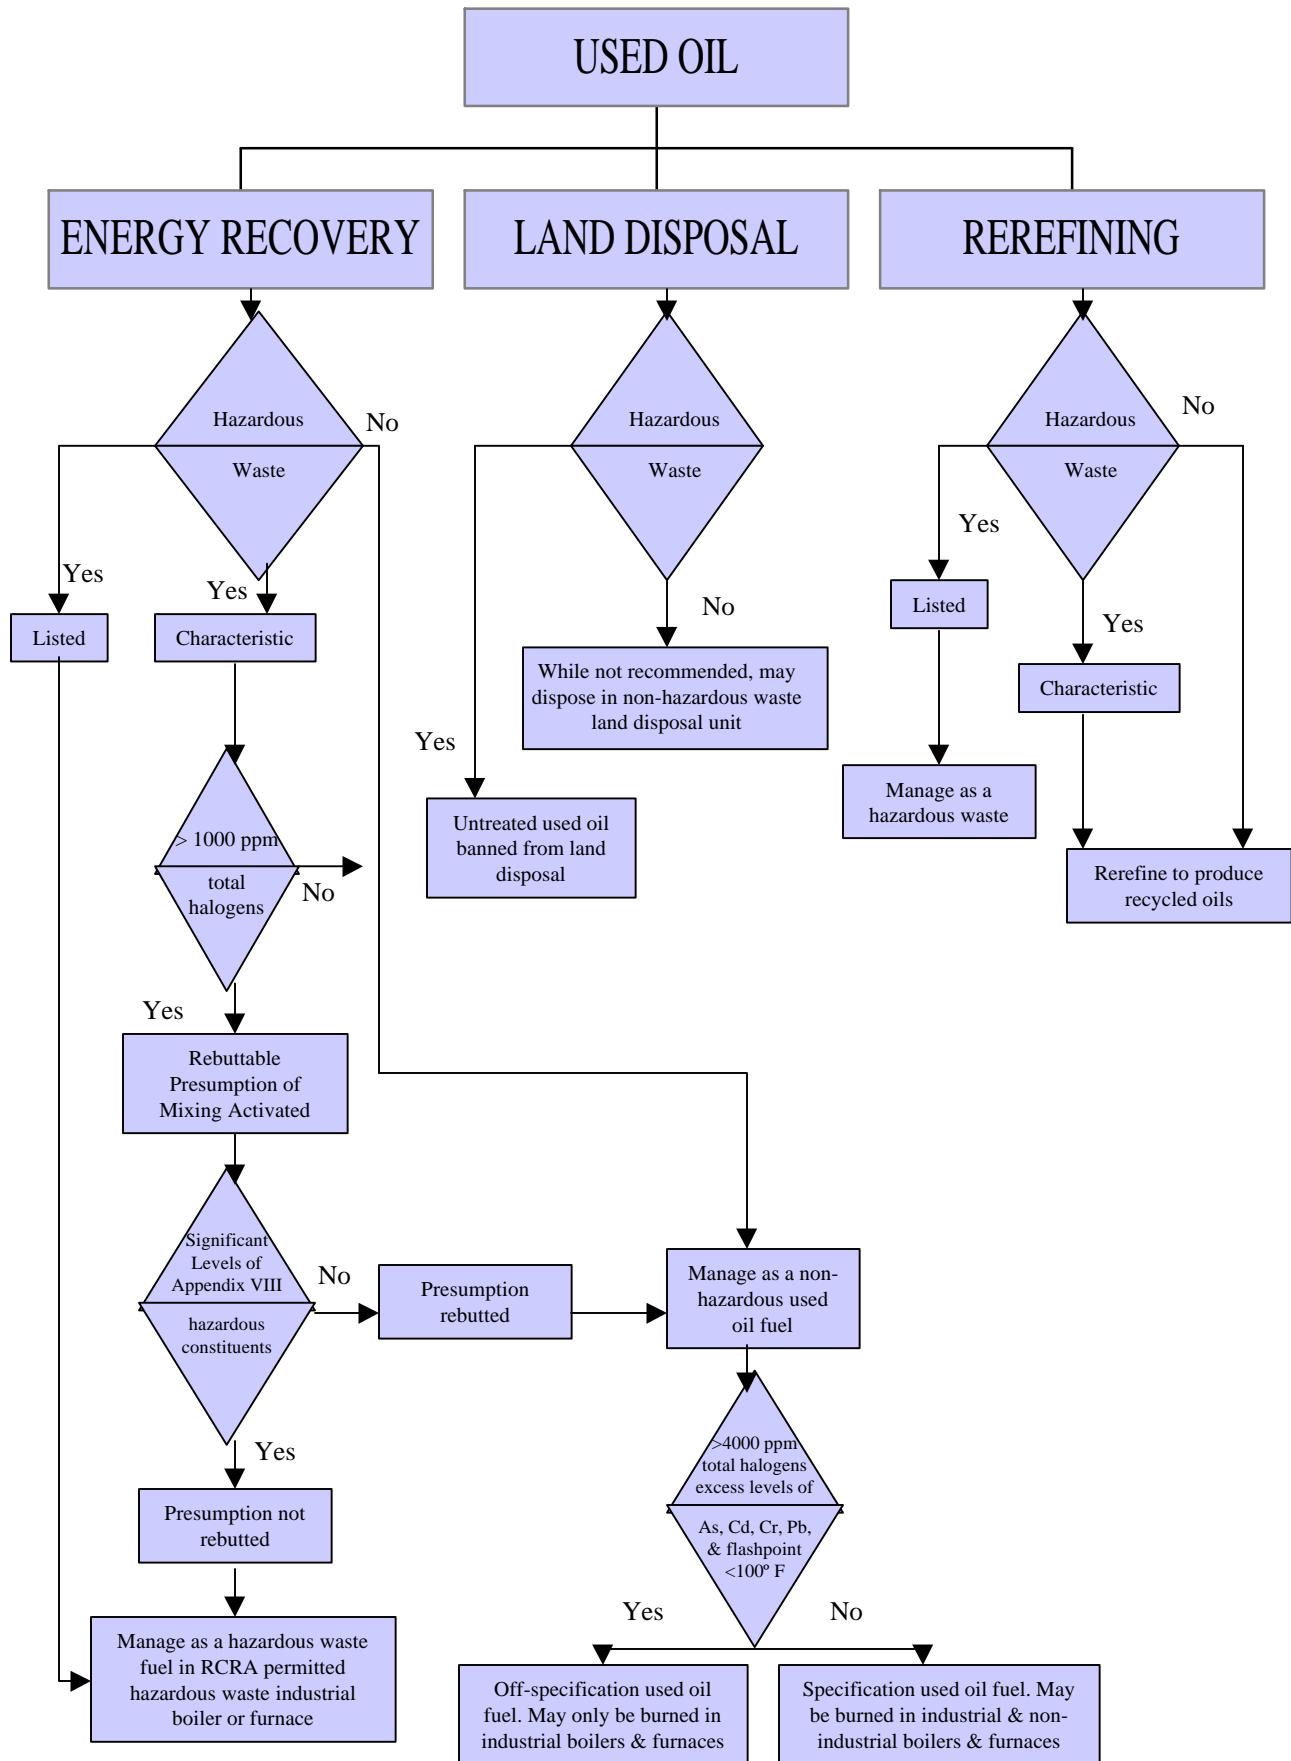 USED OIL
ENERGY RECOVERY
LAND DISPOSAL
REREFINING
Hazardous
Waste
No
Yes
Listed
Yes
Characteristic
> 1000 ppm
total
halogens
No
Yes
Rebuttable
Presumption of
Mixing Activated
Significant
Levels of
Appendix VIII
hazardous
constituents
No
Presumption
rebutted
Yes
Presumption not
rebutted
Manage as a hazardous waste
fuel in RCRA permitted
hazardous waste industrial
boiler or furnace
Manage as a non-
hazardous used
oil fuel
>4000 ppm
total halogens
excess levels of
As, Cd, Cr, Pb,
& flashpoint
<100º F
Yes
No
Off-specification used oil
fuel. May only be burned in
industrial boilers & furnaces
Specification used oil fuel. May
be burned in industrial & non-
industrial boilers & furnaces
Hazardous
Waste
No
While not recommended, may
dispose in non-hazardous waste
land disposal unit
Yes
Untreated used oil
banned from land
disposal
Hazardous
Waste
No
Yes
Listed
Yes
Characteristic
Manage as a
hazardous waste
Rerefine to produce
recycled oils